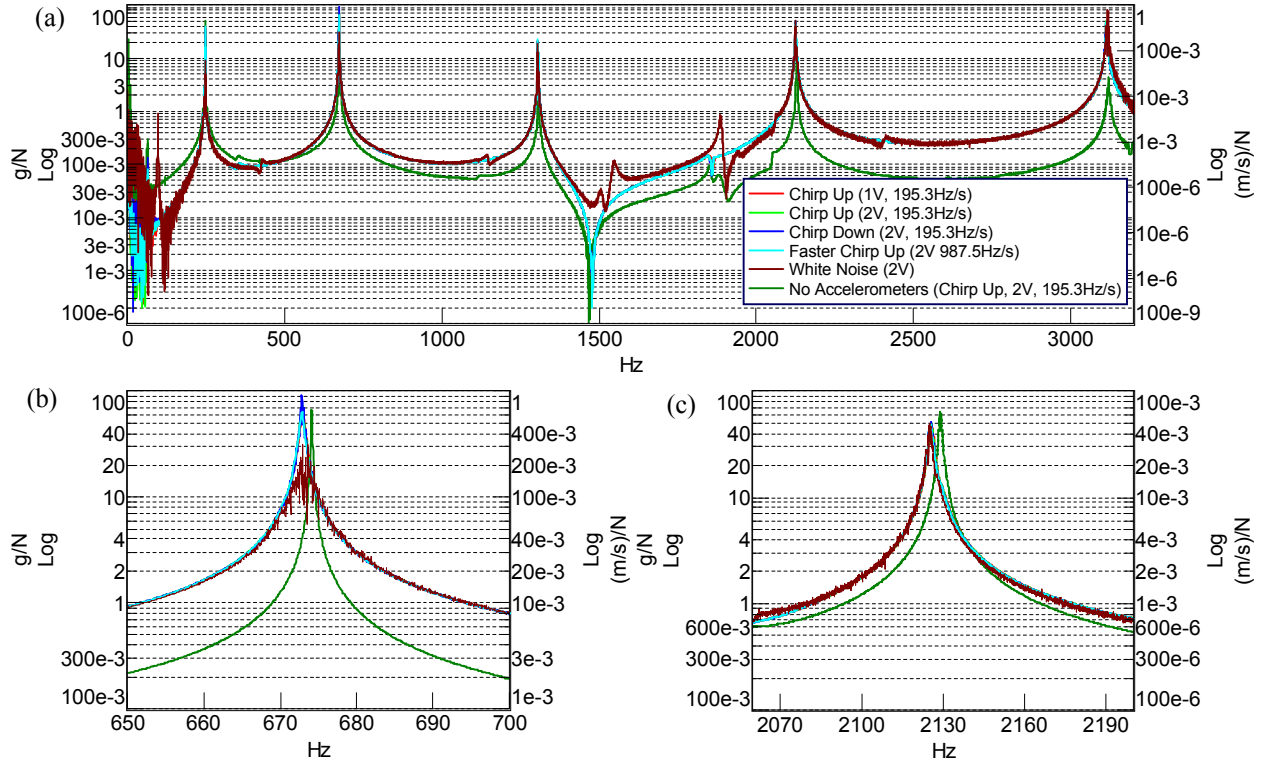 (a)
g/N
Log
100
10
3
1
300e-3
100e-3
30e-3
10e-3
3e-3
1e-3
100e-6
1
100e-3
10e-3
1e-3
100e-6
10e-6
1e-6
100e-9
Log
(m/s)/N
Chirp Up (1V, 195.3Hz/s)
Chirp Up (2V, 195.3Hz/s)
Chirp Down (2V, 195.3Hz/s)
Faster Chirp Up (2V 987.5Hz/s)
White Noise (2V)
No Accerometers (Chirp Up, 2V, 195.3Hz/s)
0 500 1000 1500 2000 2500 3000
Hz
(b)
g/N
Log
100
40
20
10
4
2
1
300e-3
100e-3
1
400e-3
200e-3
100e-3
40e-3
20e-3
10e-3
3e-3
1e-3
Log
(m/s)/N
650 660 670 680 690 700
Hz
(c)
g/N
Log
100
40
20
10
4
2
1
600e-3
300e-3
100e-3
100e-3
40e-3
20e-3
10e-3
4e-3
2e-3
1e-3
600e-6
300e-6
100e-6
Log
(m/s)/N
2070 2100 2130 2160 2190
Hz